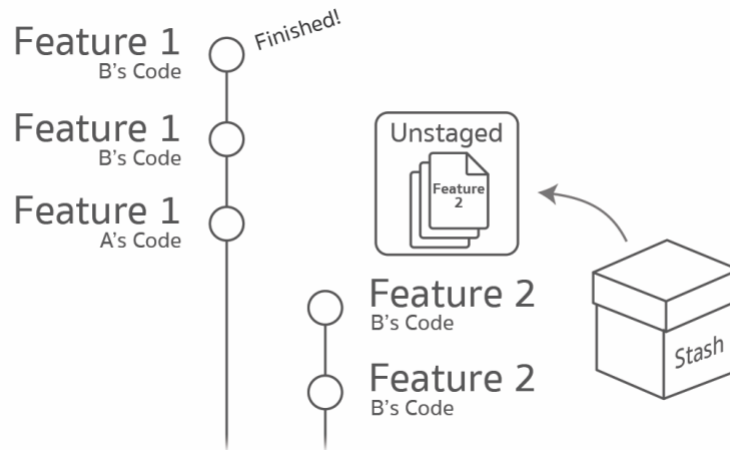 Feature 1
B's Code
Finished!
Feature 1
B's Code
Feature 1
A's Code
Unstaged
Feature
2
Feature 2
B's Code
Feature 2
B's Code
Stash